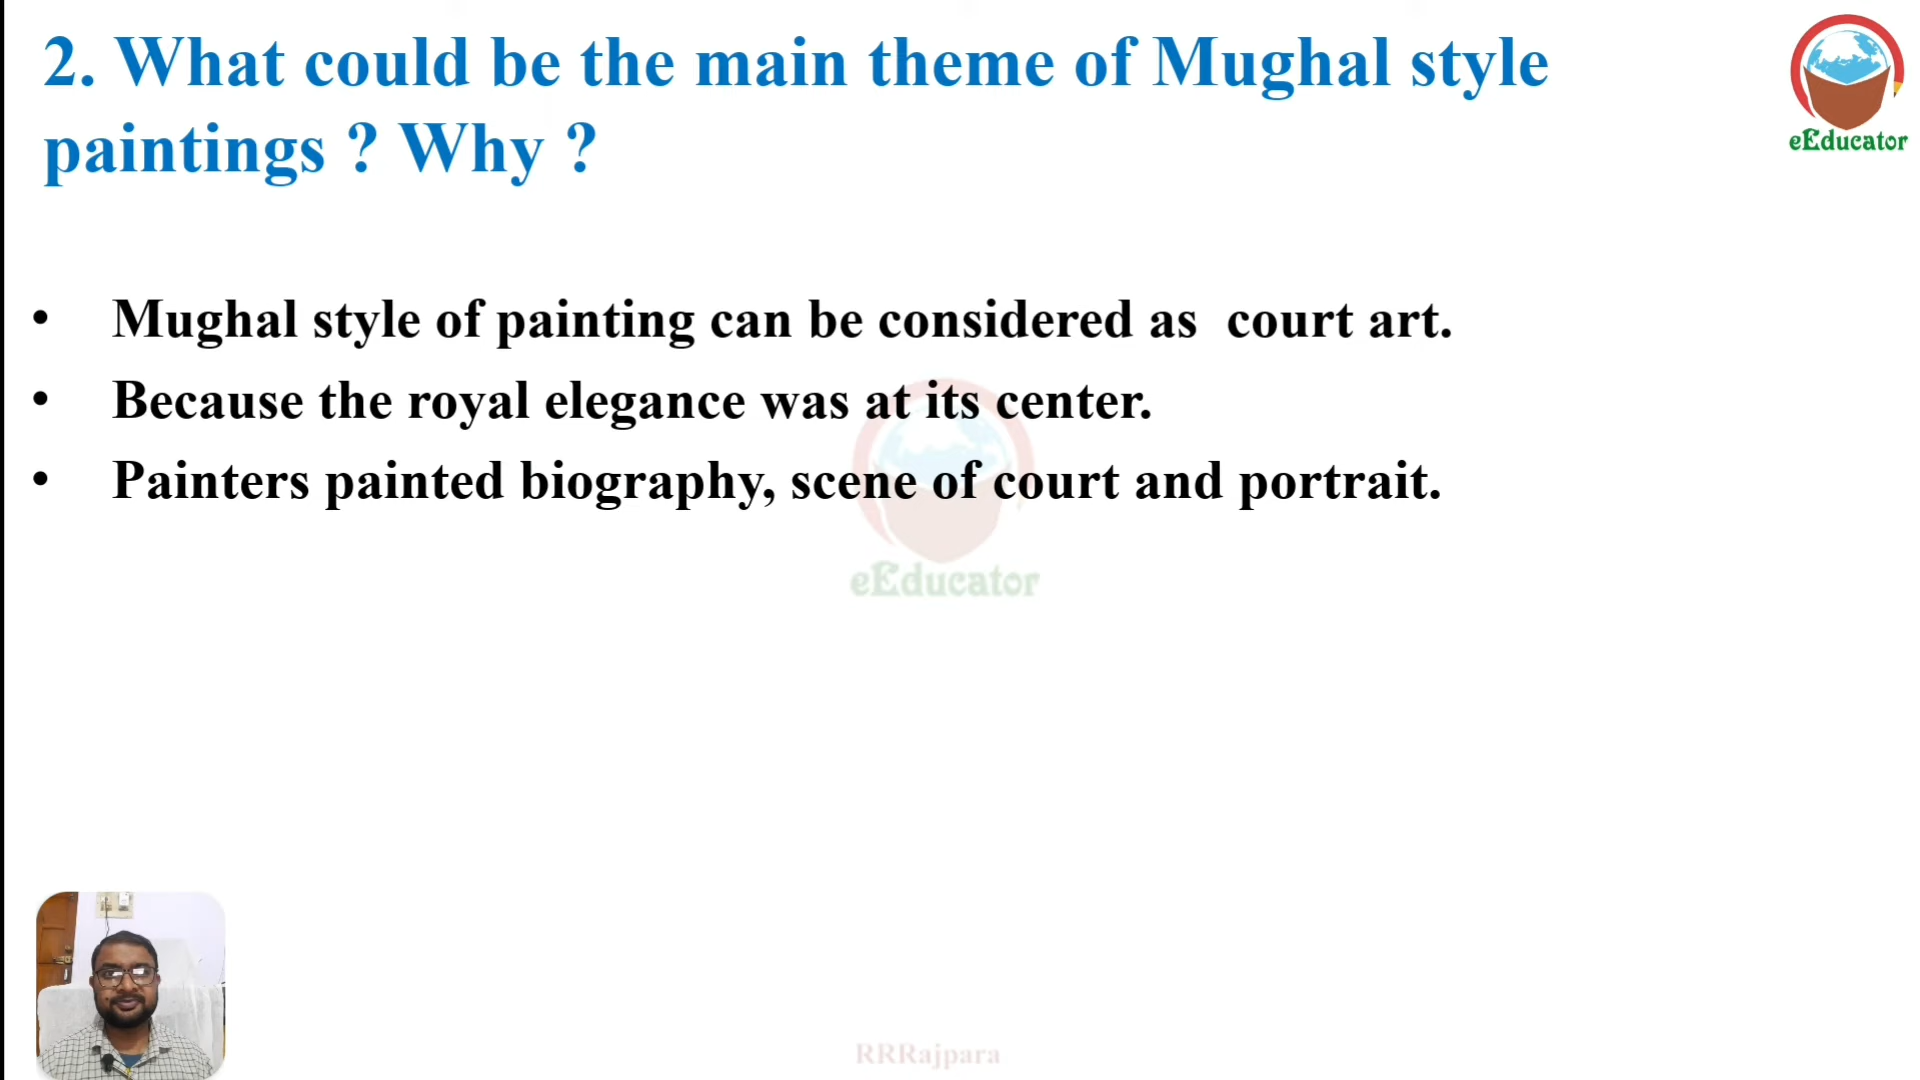 2. What could be the main theme of Mughal style
paintings ? Why ?
eEducator
• Mughal style of painting can be considered as  court art.
• Because the royal elegance was at its center.
• Painters painted biography, scene of court and portrait.
eEducator
RRRajpara